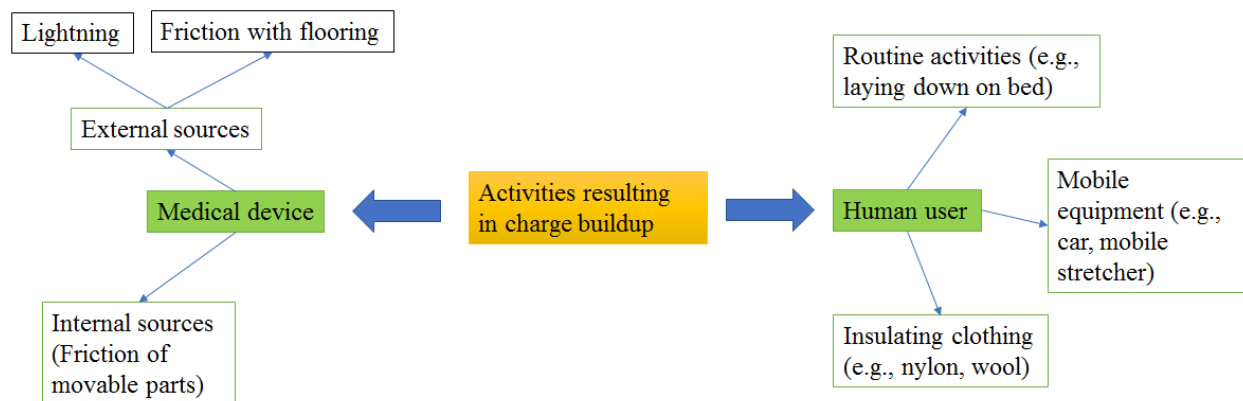 Lightning
Friction with flooring
External sources
Medical device
Internal sources
(Friction of
movable parts)
Activities resulting
in charge buildup
Routine activities (e.g.,
laying down on bed)
Human user
Mobile
equipment (e.g.,
car, mobile
stretcher)
Insulating clothing
(e.g., nylon, wool)